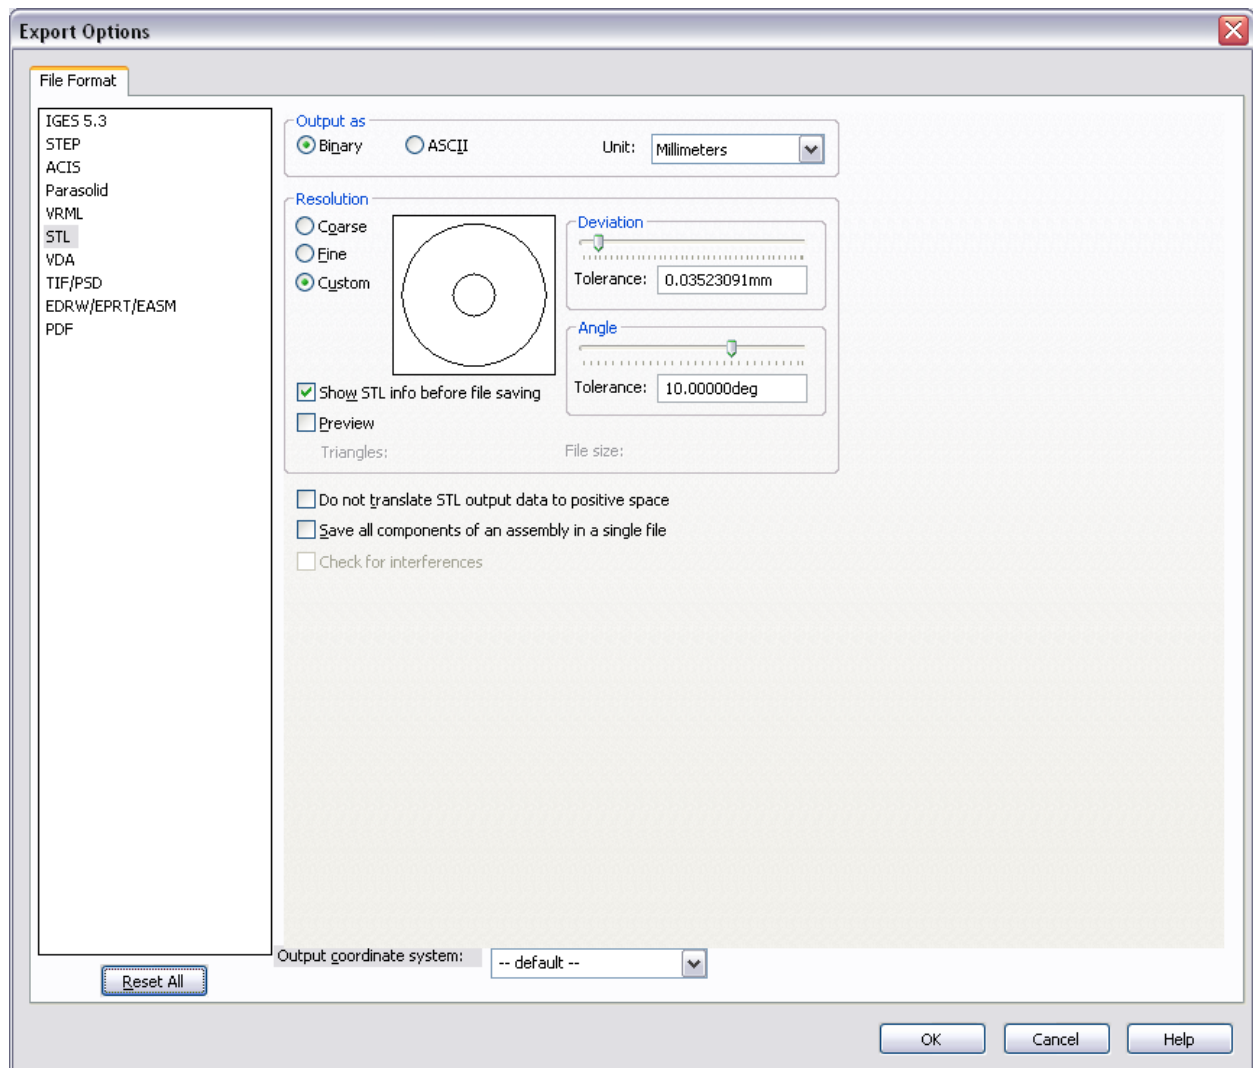 Export Options
File Format
IGES 5.3
STEP
ACIS
Parasolid
VRML
STL
VDA
TIF/PSD
EDRW/EPRT/EASM
PDF
Output as
Binary
ASCII
Unit:
Millimeters
Resolution
Coarse
Fine
Custom
Deviation
Tolerance:
0.03523091mm
Angle
Tolerance:
10.00000deg
Show STL info before file saving
Preview
Triangles:
File size:
Do not translate STL output data to positive space
Save all components of an assembly in a single file
Check for interferences
Output coordinate system:
-- default --
Reset All
OK
Cancel
Help